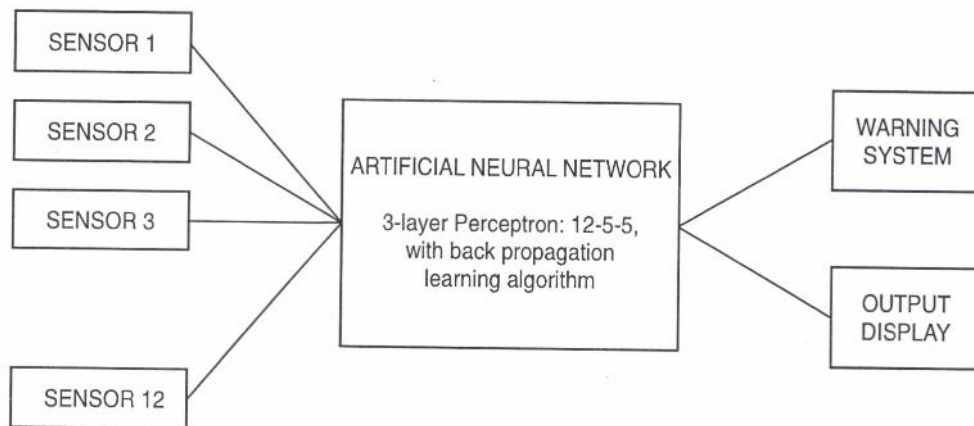 SENSOR 1
SENSOR 2
SENSOR 3
SENSOR 12
ARTIFICIAL NEURAL NETWORK
3-layer Perceptron: 12-5-5,
with back propagation
learning algorithm
WARNING
SYSTEM
OUTPUT
DISPLAY